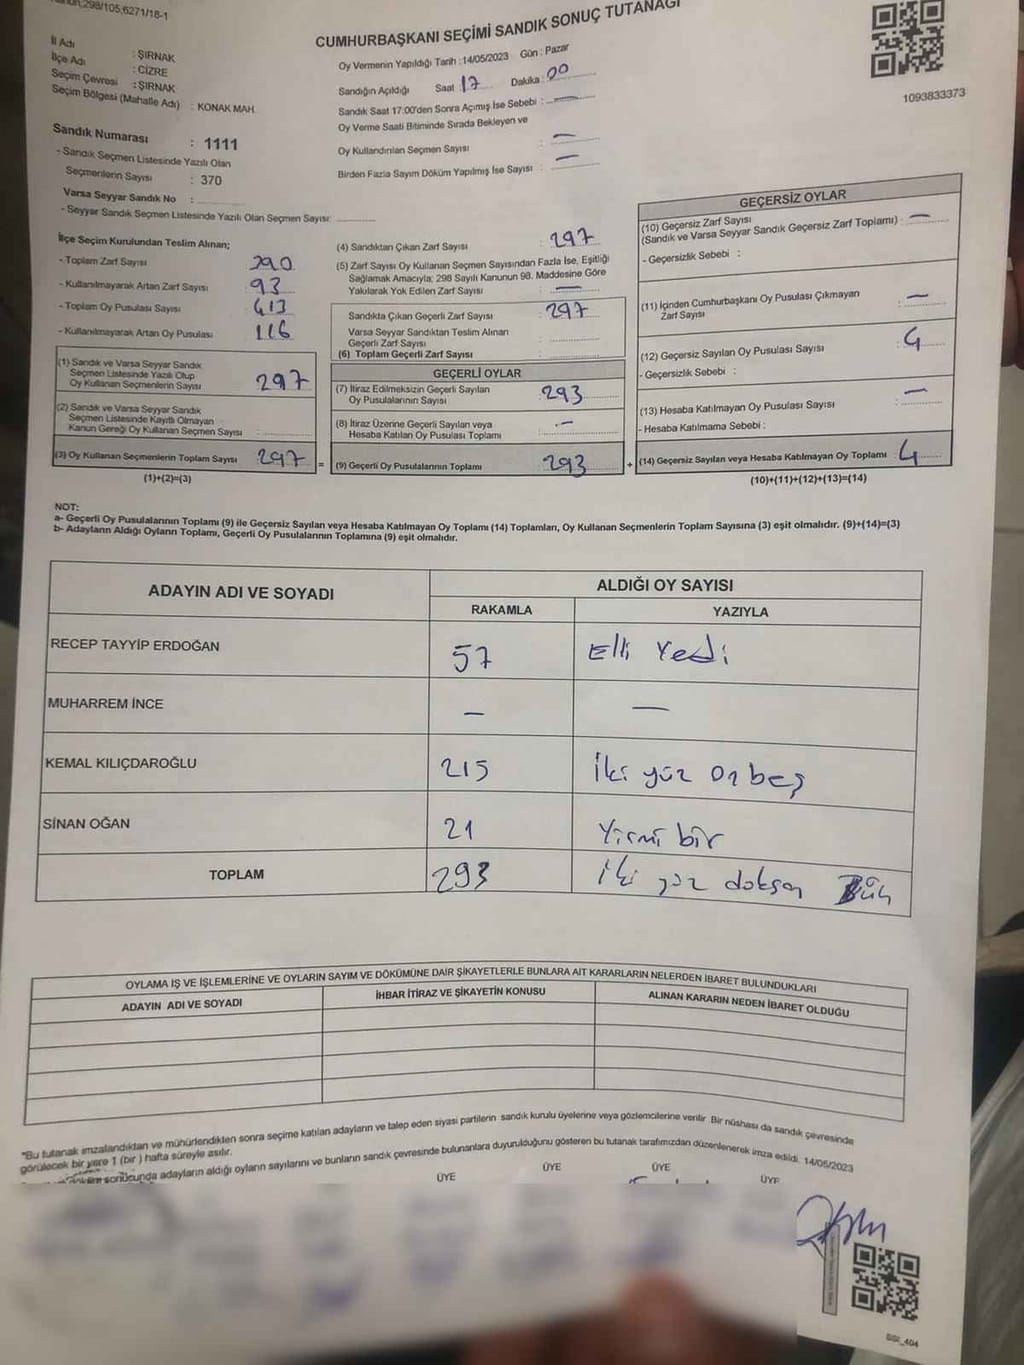 298/105,6271/18-1
CUMHURBAŞKANI SEÇİMİ SANDIK SONUÇ TUTANAĞI
İl Adı : ŞIRNAK
İlçe Adı : CİZRE
Seçim Çevresi : ŞIRNAK
Seçim Bölgesi (Mahalle Adı) : KONAK MAH.
Oy Vermenin Yapıldığı Tarih :14/05/2023 Gün : Pazar
Sandığın Açıldığı Saat : 17 Dakika : 00
Sandık Saat 17:00'den Sonra Açımış İse Sebebi : —
Oy Verme Saati Bitiminde Sırada Bekleyen ve
Oy Kullandırılan Seçmen Sayısı : —
Birden Fazla Sayım Döküm Yapılmış İse Sayısı : —
1093833373
Sandık Numarası : 1111
- Sandık Seçmen Listesinde Yazılı Olan
Seçmenlerin Sayısı : 370
Varsa Seyyar Sandık No :
- Seyyar Sandık Seçmen Listesinde Yazılı Olan Seçmen Sayısı:
İlçe Seçim Kurulundan Teslim Alınan;
- Toplam Zarf Sayısı 390
- Kullanılmayarak Artan Zarf Sayısı : 93
- Toplam Oy Pusulası Sayısı : 413
- Kullanılmayarak Artan Oy Pusulası : 116
(1) Sandık ve Varsa Seyyar Sandık
Seçmen Listesinde Yazılı Olup
Oy Kullanan Seçmenlerin Sayısı : 297
(2) Sandık ve Varsa Seyyar Sandık
Seçmen Listesinde Kayıtlı Olmayan
Kanun Gereği Oy Kullanan Seçmen Sayısı :
(3) Oy Kullanan Seçmenlerin Toplam Sayısı 297
(1)+(2)=(3)
(4) Sandıktan Çıkan Zarf Sayısı : 297
(5) Zarf Sayısı Oy Kullanan Seçmen Sayısından Fazla İse, Eşitliği
Sağlamak Amacıyla; 298 Sayılı Kanunun 98. Maddesine Göre
Yakılarak Yok Edilen Zarf Sayısı : —
Sandıkta Çıkan Geçerli Zarf Sayısı : 297
Varsa Seyyar Sandıktan Teslim Alınan
Geçerli Zarf Sayısı :
(6) Toplam Geçerli Zarf Sayısı :
GEÇERLİ OYLAR
(7) İtiraz Edilmeksizin Geçerli Sayılan
Oy Pusulalarının Sayısı : 293
(8) İtiraz Üzerine Geçerli Sayılan veya
Hesaba Katılan Oy Pusulası Toplamı : —
= (9) Geçerli Oy Pusulalarının Toplamı : 293
GEÇERSİZ OYLAR
(10) Geçersiz Zarf Sayısı
(Sandık ve Varsa Seyyar Sandık Geçersiz Zarf Toplamı) : —
- Geçersizlik Sebebi :
(11) İçinden Cumhurbaşkanı Oy Pusulası Çıkmayan
Zarf Sayısı : —
(12) Geçersiz Sayılan Oy Pusulası Sayısı : 4
- Geçersizlik Sebebi :
(13) Hesaba Katılmayan Oy Pusulası Sayısı : —
- Hesaba Katılmama Sebebi :
+ (14) Geçersiz Sayılan veya Hesaba Katılmayan Oy Toplamı : 4
(10)+(11)+(12)+(13)=(14)
NOT:
a- Geçerli Oy Pusulalarının Toplamı (9) ile Geçersiz Sayılan veya Hesaba Katılmayan Oy Toplamı (14) Toplamları, Oy Kullanan Seçmenlerin Toplam Sayısına (3) eşit olmalıdır. (9)+(14)=(3)
b- Adayların Aldığı Oyların Toplamı, Geçerli Oy Pusulalarının Toplamına (9) eşit olmalıdır.
ADAYIN ADI VE SOYADI ALDIĞI OY SAYISI
RAKAMLA YAZIYLA
RECEP TAYYİP ERDOĞAN 57 Elli Yedi
MUHARREM İNCE — —
KEMAL KILIÇDAROĞLU 215 İki yüz On beş
SİNAN OĞAN 21 Yirmi bir
TOPLAM 293 İki yüz doksan
OYLAMA İŞ VE İŞLEMLERİNE VE OYLARIN SAYIM VE DÖKÜMÜNE DAİR ŞİKAYETLERLE BUNLARA AİT KARARLARIN NELERDEN İBARET BULUNDUKLARI
ADAYIN ADI VE SOYADI İHBAR İTİRAZ VE ŞİKAYETİN KONUSU ALINAN KARARIN NEDEN İBARET OLDUĞU
"Bu tutanak imzalandıktan ve mühürlendikten sonra seçime katılan adayların ve talep eden siyasi partilerin sandık kurulu üyelerine veya gözlemcilerine verilir. Bir nüshası da sandık çevresinde
görülecek bir yere 1 (bir ) hafta süreyle asılır.
sonucunda adayların aldığı oyların sayılarını ve bunların sandık çevresinde bulunanlara duyurulduğunu gösteren bu tutanak tarafımızdan düzenlenerek imza edildi. 14/05/2023
ÜYE ÜYE ÜYE ÜYE
SSI_404